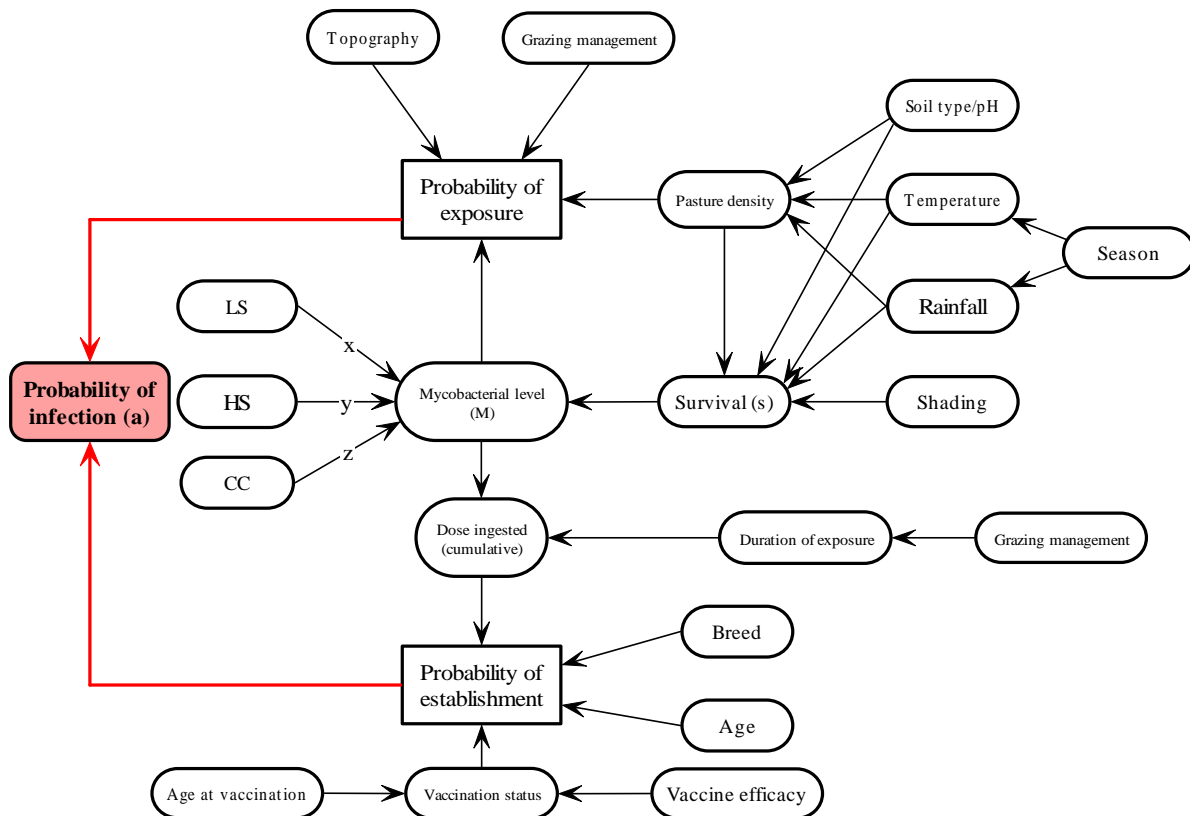 Topography
Grazing management
Soil type/pH
Probability of
exposure
Pasture density
Temperature
Season
LS
Rainfall
x
Probability of
infection (a)
HS
y
Mycobacterial level
(M)
Survival (s)
Shading
z
CC
Dose ingested
(cumulative)
Duration of exposure
Grazing management
Breed
Probability of
establishment
Age
Age at vaccination
Vaccination status
Vaccine efficacy